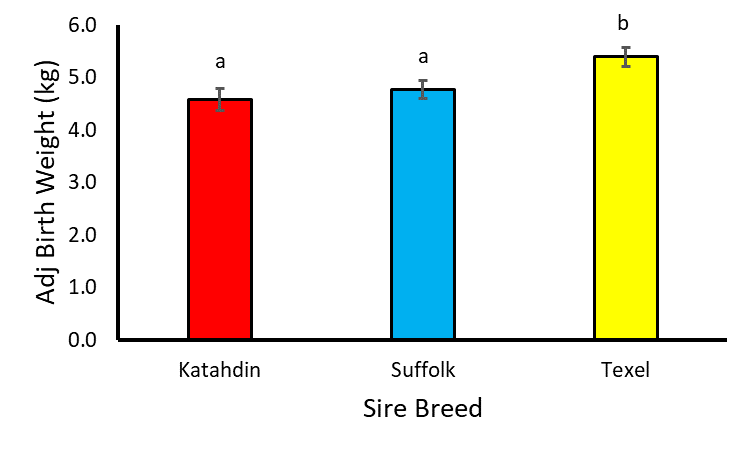 6.0
5.0
4.0
3.0
2.0
1.0
0.0
Adj Birth Weight (kg)
a
a
b
Katahdin
Suffolk
Texel
Sire Breed